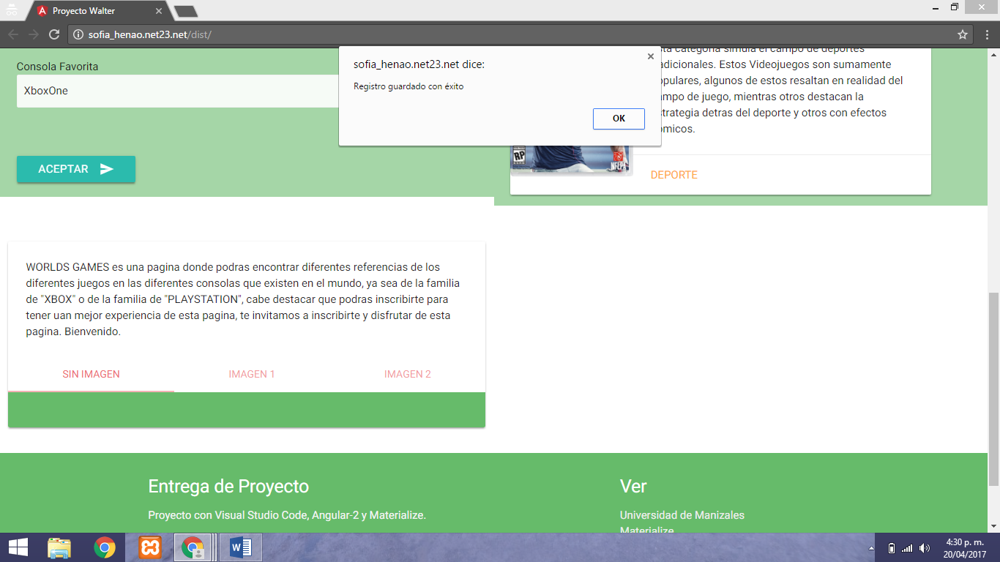 Proyecto Walter
sofia_henao.net23.net/dist/
Consola Favorita
XboxOne
ACEPTAR
sofia_henao.net23.net dice:
Registro guardado con éxito
OK
sta categoria simula el campo de deportes
adicionales. Estos Videojuegos son sumamente
opulares, algunos de estos resaltan en realidad del
ampo de juego, mientras otros destacan la
strategia detras del deporte y otros con efectos
omicos.
RP
NFLPA
DEPORTE
WORLDS GAMES es una pagina donde podras encontrar diferentes referencias de los
diferentes juegos en las diferentes consolas que existen en el mundo, ya sea de la familia
de "XBOX" o de la familia de "PLAYSTATION", cabe destacar que podras inscribirte para
tener uan mejor experiencia de esta pagina, te invitamos a inscribirte y disfrutar de esta
pagina. Bienvenido.
SIN IMAGEN
IMAGEN 1
IMAGEN 2
Entrega de Proyecto
Proyecto con Visual Studio Code, Angular-2 y Materialize.
Ver
Universidad de Manizales
Materialize
4:30 p. m.
20/04/2017